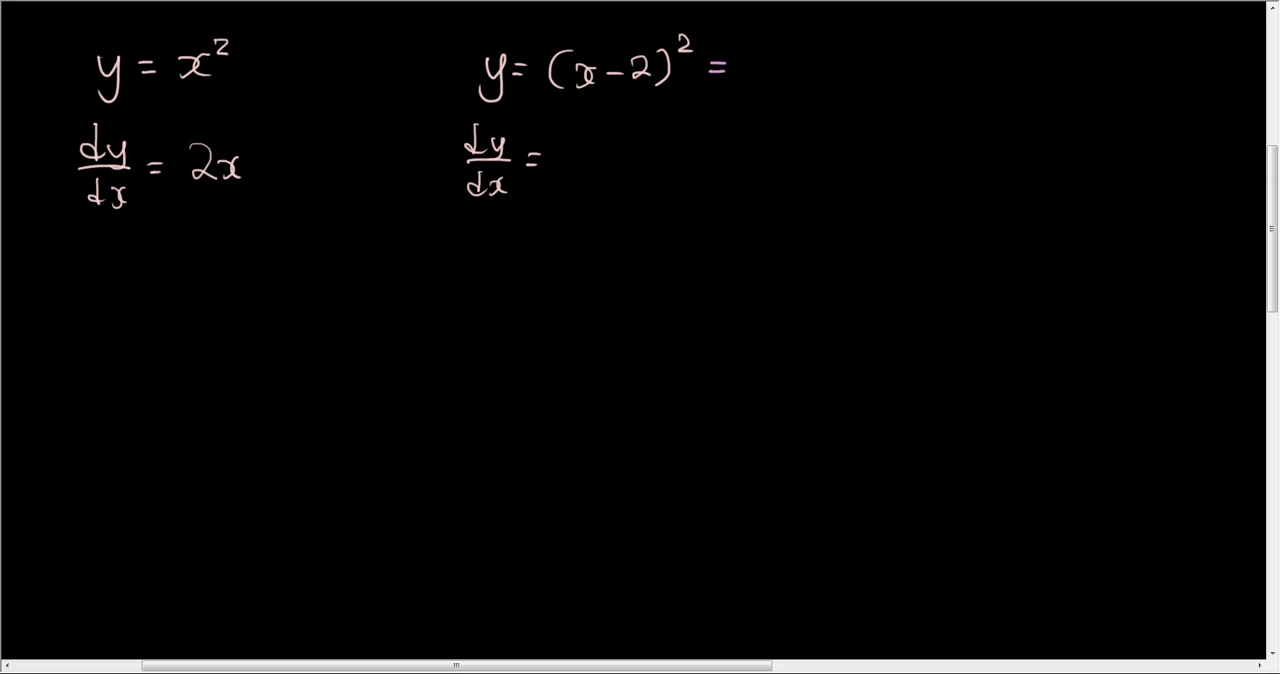 y = x² y = (x-2)² =
dy/dx = 2x dy/dx =